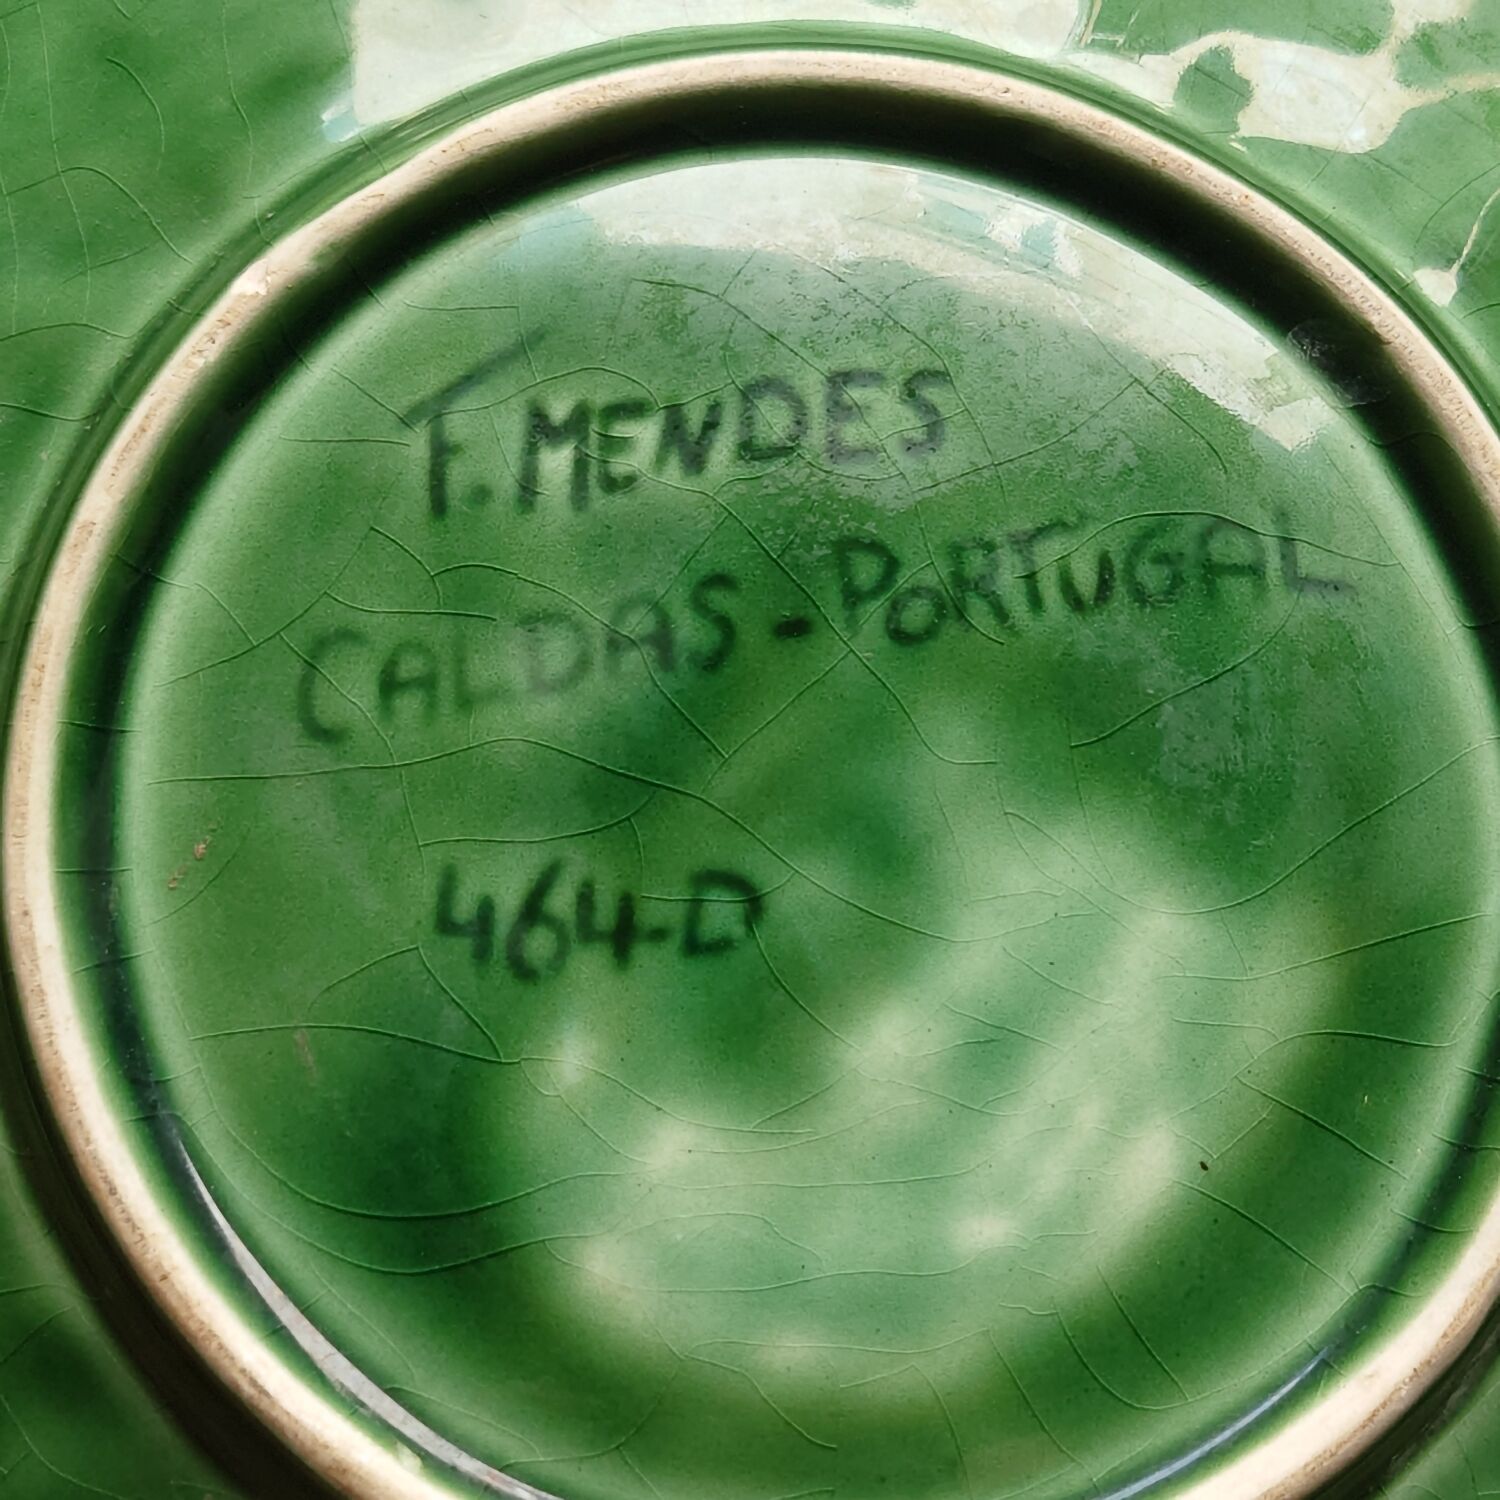 F. MENDES
CALDAS - PORTUGAL
464-D